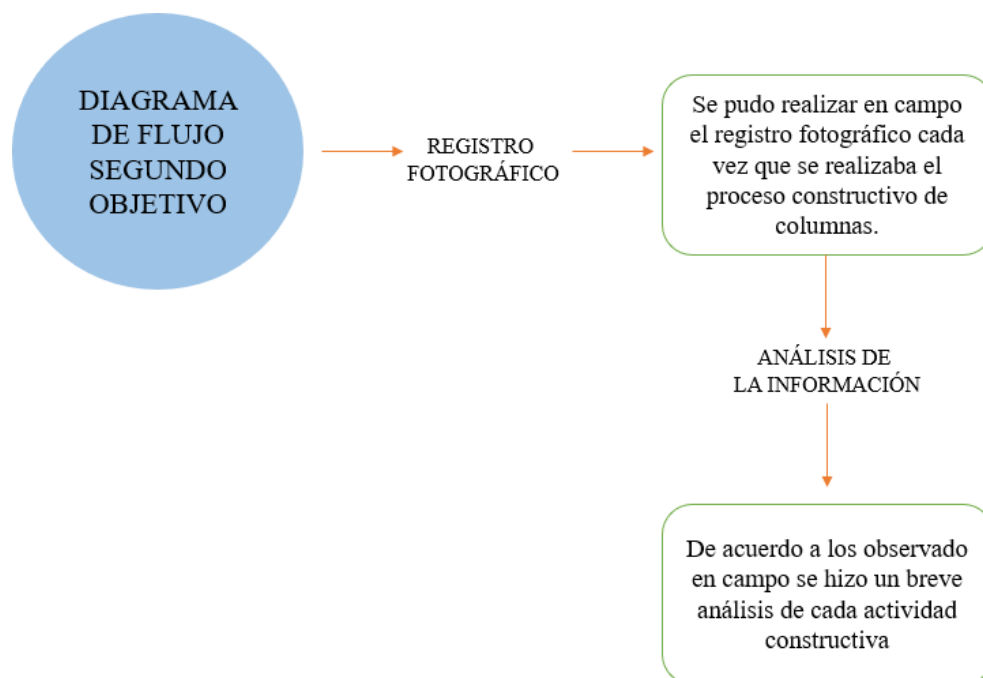 DIAGRAMA
DE FLUJO
SEGUNDO
OBJETIVO
REGISTRO
FOTOGRÁFICO
Se pudo realizar en campo
el registro fotográfico cada
vez que se realizaba el
proceso constructivo de
columnas.
ANÁLISIS DE
LA INFORMACIÓN
De acuerdo a los observado
en campo se hizo un breve
análisis de cada actividad
constructiva